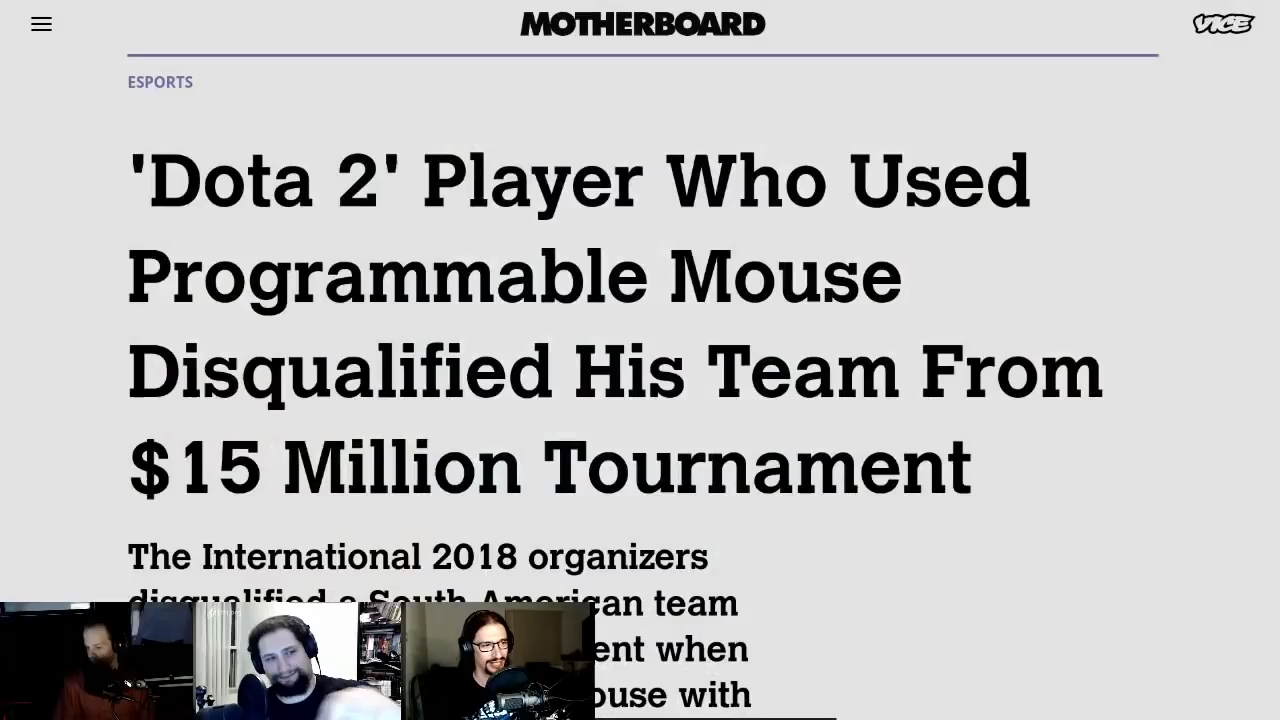 MOTHERBOARD
VICE
ESPORTS
'Dota 2' Player Who Used
Programmable Mouse
Disqualified His Team From
$15 Million Tournament
The International 2018 organizers
disqualified a South American team
ent when
ouse with